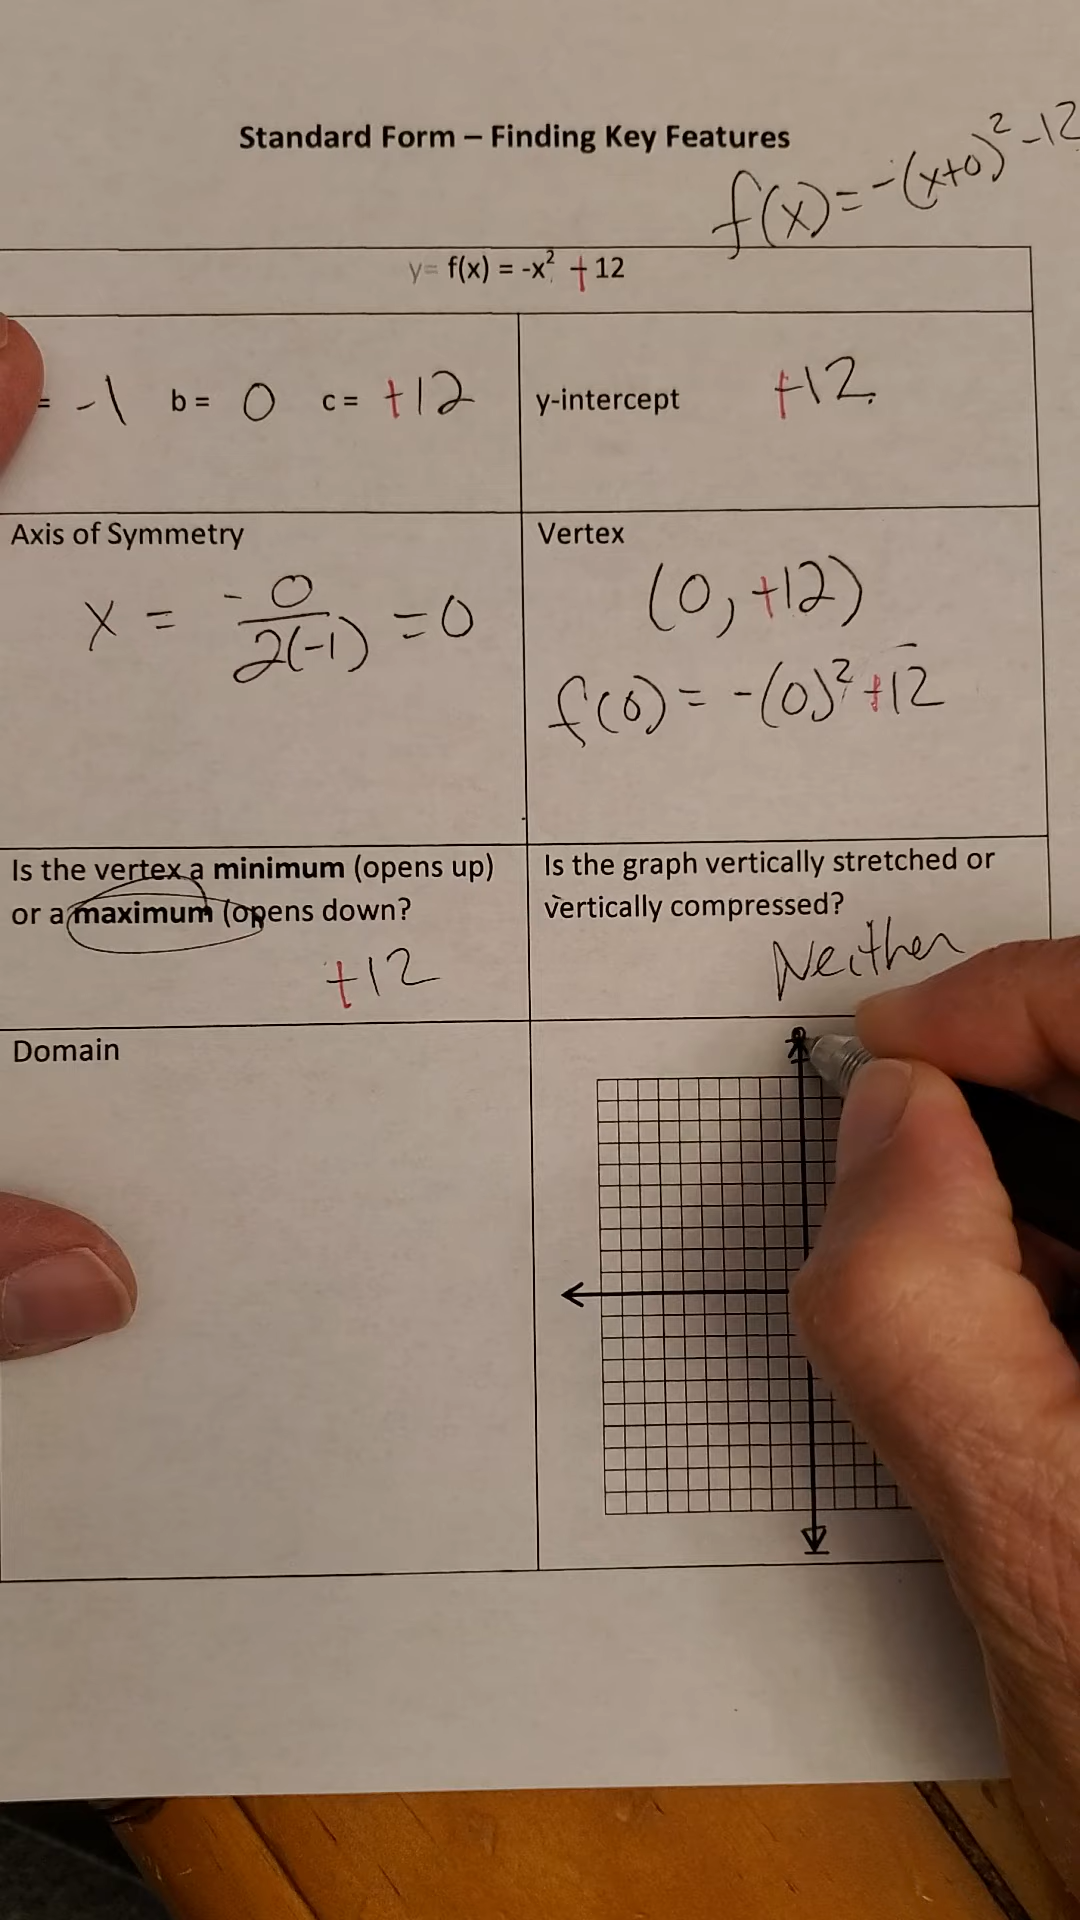 Standard Form – Finding Key Features
f(x) = -(x+0)² -12
y= f(x) = -x² + 12
= -1 b = 0 c = +12
y-intercept +12.
Axis of Symmetry
x = -0/2(-1) = 0
Vertex
(0, +12)
f(0) = -(0)² +12
Is the vertex a minimum (opens up)
or a maximum (opens down?
+12
Is the graph vertically stretched or
vertically compressed?
Neither
Domain